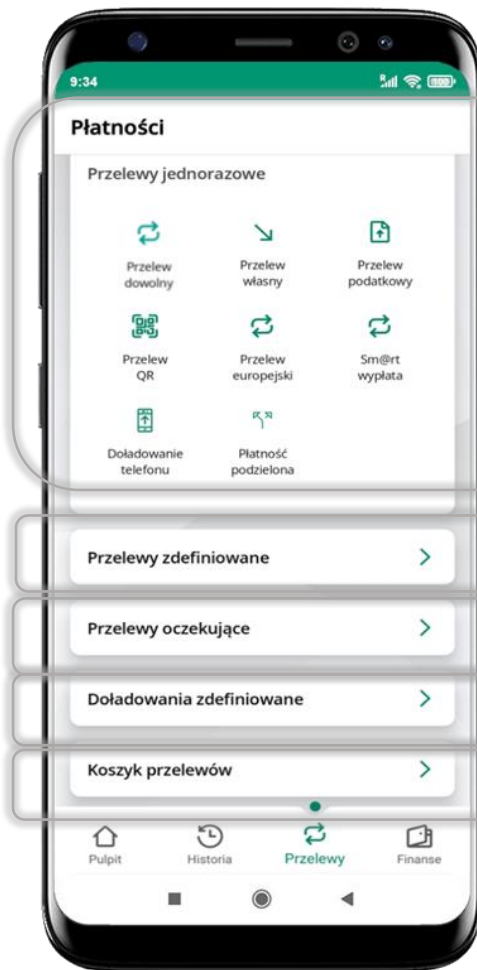 9:34
Płatności
Przelewy jednorazowe
Przelew
dowolny
Przelew
własny
Przelew
podatkowy
Przelew
QR
Przelew
europejski
Sm@rt
wypłata
Doładowanie
telefonu
Płatność
podzielona
Przelewy zdefiniowane
Przelewy oczekujące
Doładowania zdefiniowane
Koszyk przelewów
Pulpit
Historia
Przelewy
Finanse